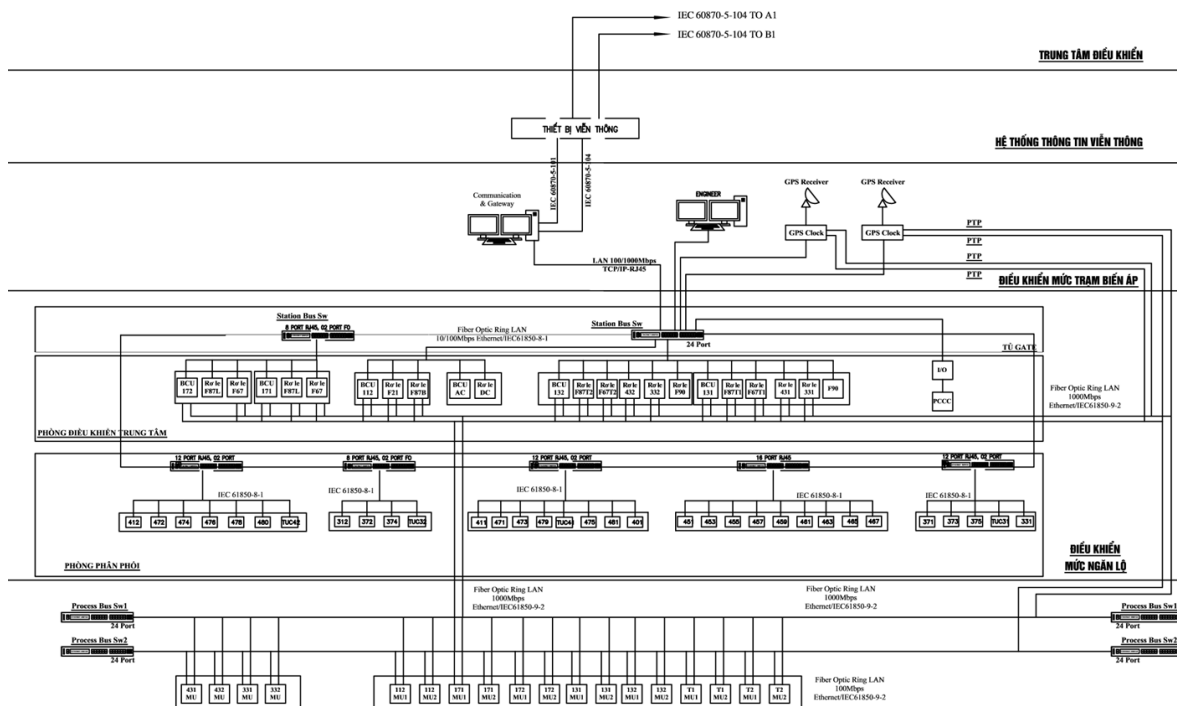 IEC 60870-5-104 TO A1
IEC 60870-5-104 TO B1
TRUNG TÂM ĐIỀU KHIỂN
THIẾT BỊ VIỄN THÔNG
HỆ THỐNG THÔNG TIN VIỄN THÔNG
IEC 60870-5-101
IEC 60870-5-104
Communication
& Gateway
ENGINEER
GPS Receiver
GPS Receiver
GPS Clock
GPS Clock
PTP
PTP
PTP
PTP
LAN 100/1000Mbps
TCP/IP-RJ45
ĐIỀU KHIỂN MỨC TRẠM BIẾN ÁP
Station Bus Sw
8 PORT RJ45, 02 PORT FO
Fiber Optic Ring LAN
10/100Mbps Ethernet/IEC61850-8-1
Station Bus Sw
24 Port
TỦ GATE
BCU 172
Rơ le F87L
Rơ le F67
BCU 171
Rơ le F87L
Rơ le F67
BCU 112
Rơ le F21
Rơ le F87B
BCU AC
Rơ le DC
BCU 132
Rơ le F87T2
Rơ le F67T2
Rơ le 432
Rơ le 332
Rơ le F90
BCU 131
Rơ le F87T1
Rơ le F67T1
Rơ le 431
Rơ le 331
F90
I/O
PCCC
Fiber Optic Ring LAN
1000Mbps
Ethernet/IEC61850-9-2
PHÒNG ĐIỀU KHIỂN TRUNG TÂM
12 PORT RJ45, 02 PORT
8 PORT RJ45, 02 PORT FO
12 PORT RJ45, 02 PORT
16 PORT RJ45
12 PORT RJ45, 02 PORT
IEC 61850-8-1
IEC 61850-8-1
IEC 61850-8-1
IEC 61850-8-1
IEC 61850-8-1
412 472 474 476 478 480 TUC42
312 372 374 TUC32
411 471 473 479 TUC41 475 481 401
451 453 455 457 459 461 463 465 467
371 373 375 TUC31 331
PHÒNG PHÂN PHỐI
ĐIỀU KHIỂN
MỨC NGĂN LỘ
Fiber Optic Ring LAN
1000Mbps
Ethernet/IEC61850-9-2
Fiber Optic Ring LAN
1000Mbps
Ethernet/IEC61850-9-2
Process Bus Sw1
24 Port
Process Bus Sw1
24 Port
Process Bus Sw2
24 Port
Process Bus Sw2
24 Port
431 MU
432 MU
331 MU
332 MU
112 MU1
112 MU2
171 MU1
171 MU2
172 MU1
172 MU2
131 MU1
131 MU2
132 MU1
132 MU2
T1 MU1
T1 MU2
T2 MU1
T2 MU2
Fiber Optic Ring LAN
100Mbps
Ethernet/IEC61850-9-2